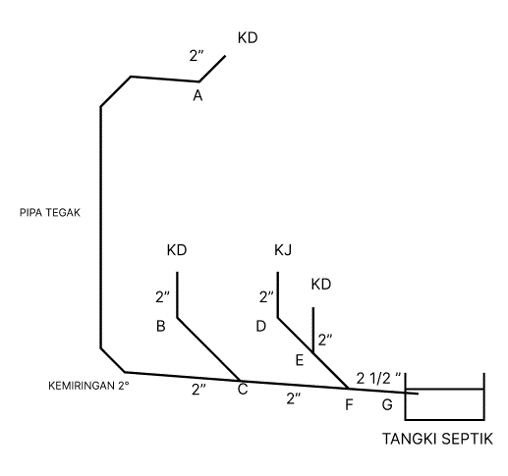 KD
2”
A
PIPA TEGAK
KD
KJ
KD
2”
2”
B
D
2”
E
2 1/2 ”
KEMIRINGAN 2°
2”
C
2”
F
G
TANGKI SEPTIK